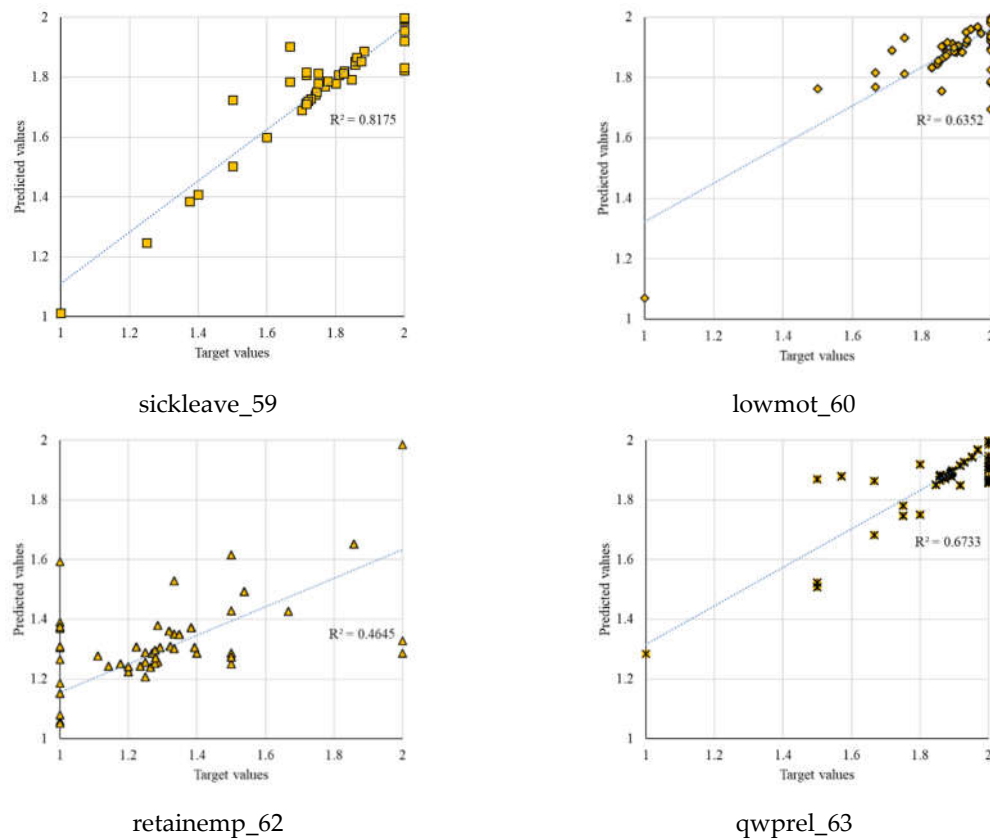 2
1.8
1.6
1.4
1.2
1
Predicted values
R² = 0.8175
1 1.2 1.4 1.6 1.8 2
Target values
sickleave_59
2
1.8
1.6
1.4
1.2
1
Predicted values
R² = 0.6352
1 1.2 1.4 1.6 1.8 2
Target values
lowmot_60
2
1.8
1.6
1.4
1.2
1
Predicted values
R² = 0.4645
1 1.2 1.4 1.6 1.8 2
Target values
retainemp_62
2
1.8
1.6
1.4
1.2
1
Predicted values
R² = 0.6733
1 1.2 1.4 1.6 1.8 2
Target values
qwprel_63